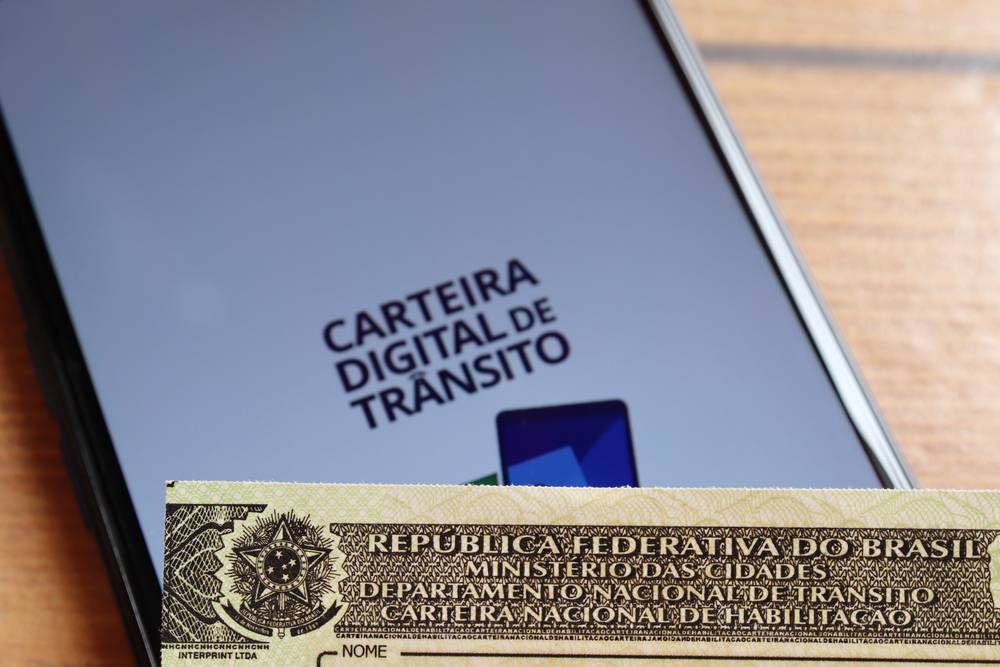 CARTEIRA
DIGITAL DE
TRÂNSITO
REPÚBLICA FEDERATIVA DO BRASIL
MINISTÉRIO DAS CIDADES
DEPARTAMENTO NACIONAL DE TRÂNSITO
CARTEIRA NACIONAL DE HABILITAÇÃO
INTERPRINT LTDA
NOME